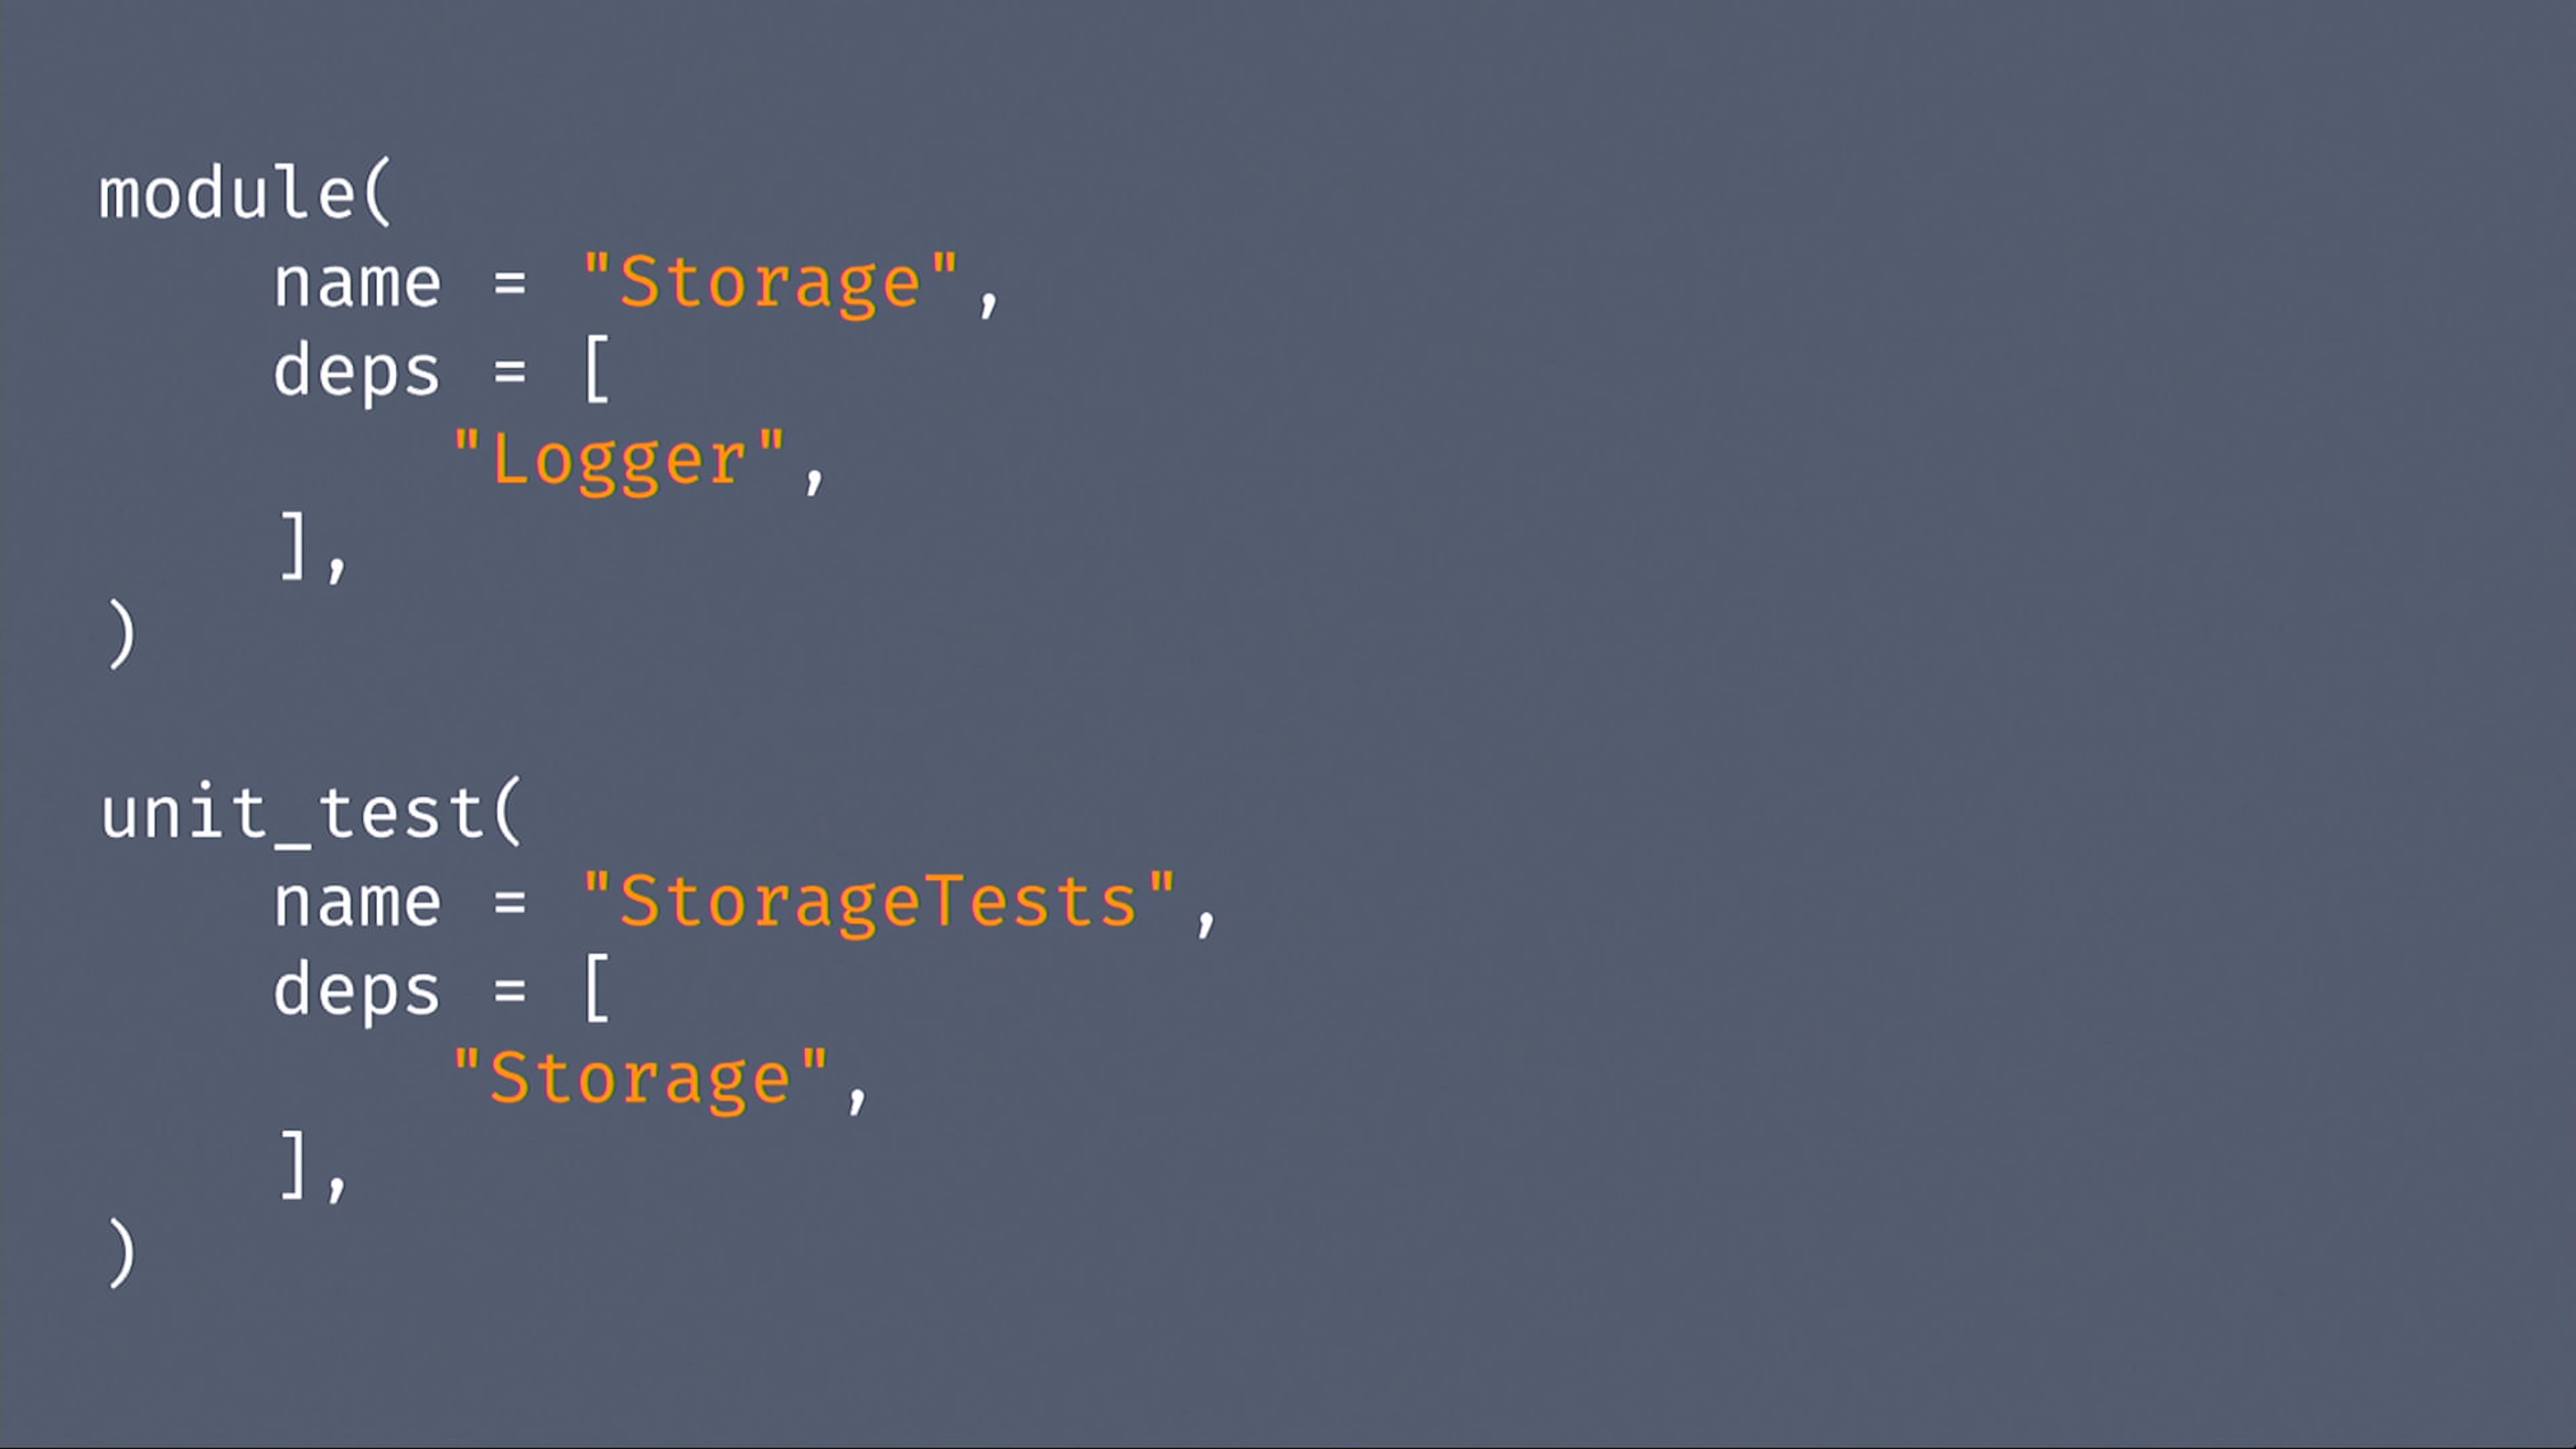 module(
    name = "Storage",
    deps = [
        "Logger",
    ],
)

unit_test(
    name = "StorageTests",
    deps = [
        "Storage",
    ],
)